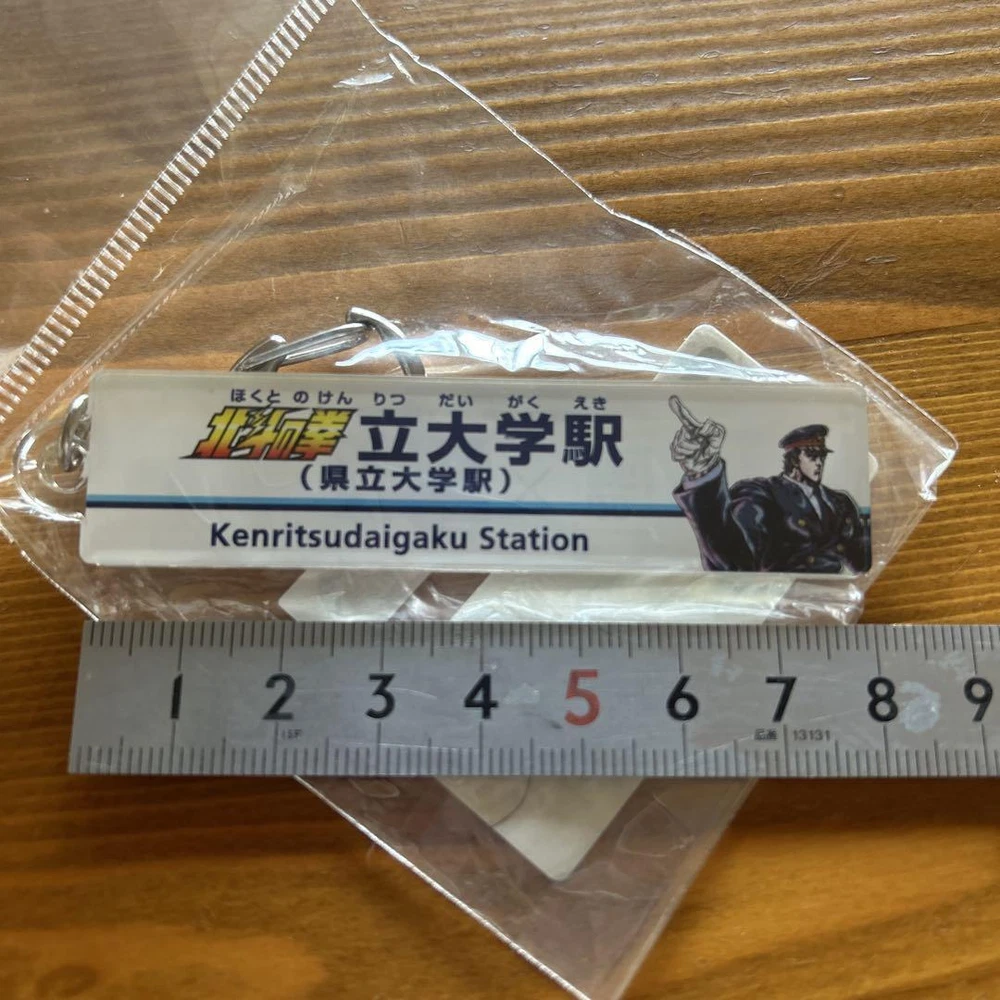 ほくと の けん りつ だい がく えき
北斗の拳立大学駅
(県立大学駅)
Kenritsudaigaku Station
1 2 3 4 5 6 7 8 9
13131